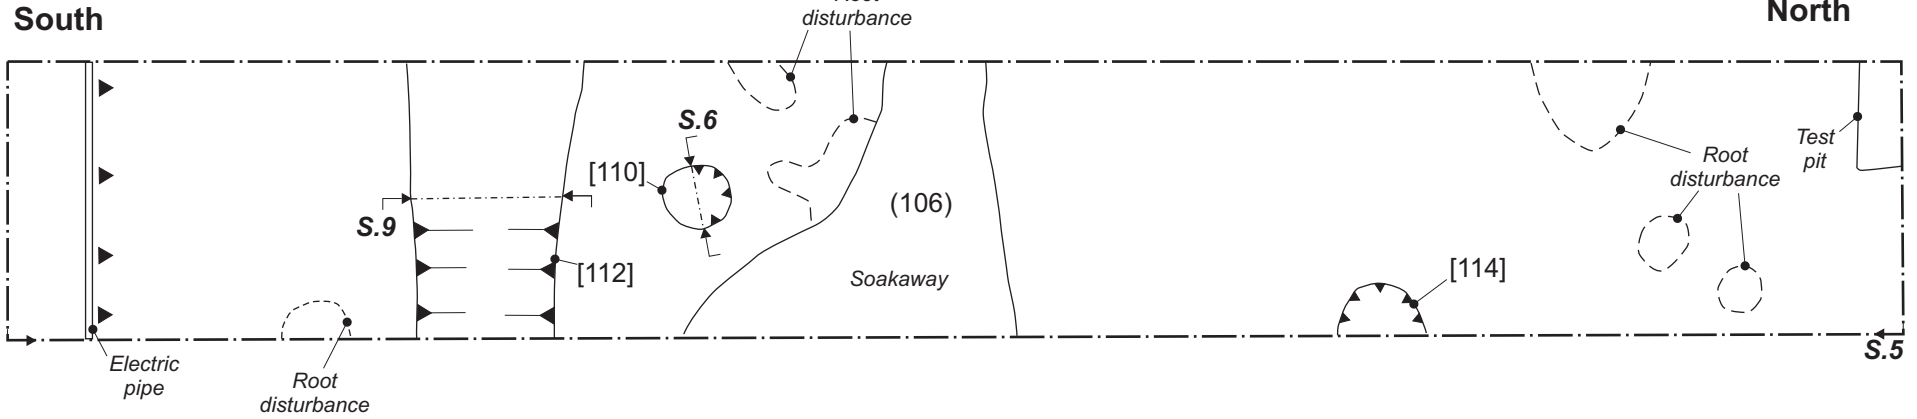 South
disturbance
North
S.6
[110]
Test
pit
Root
disturbance
(106)
S.9
[112]
Soakaway
[114]
S.5
Electric
pipe
Root
disturbance